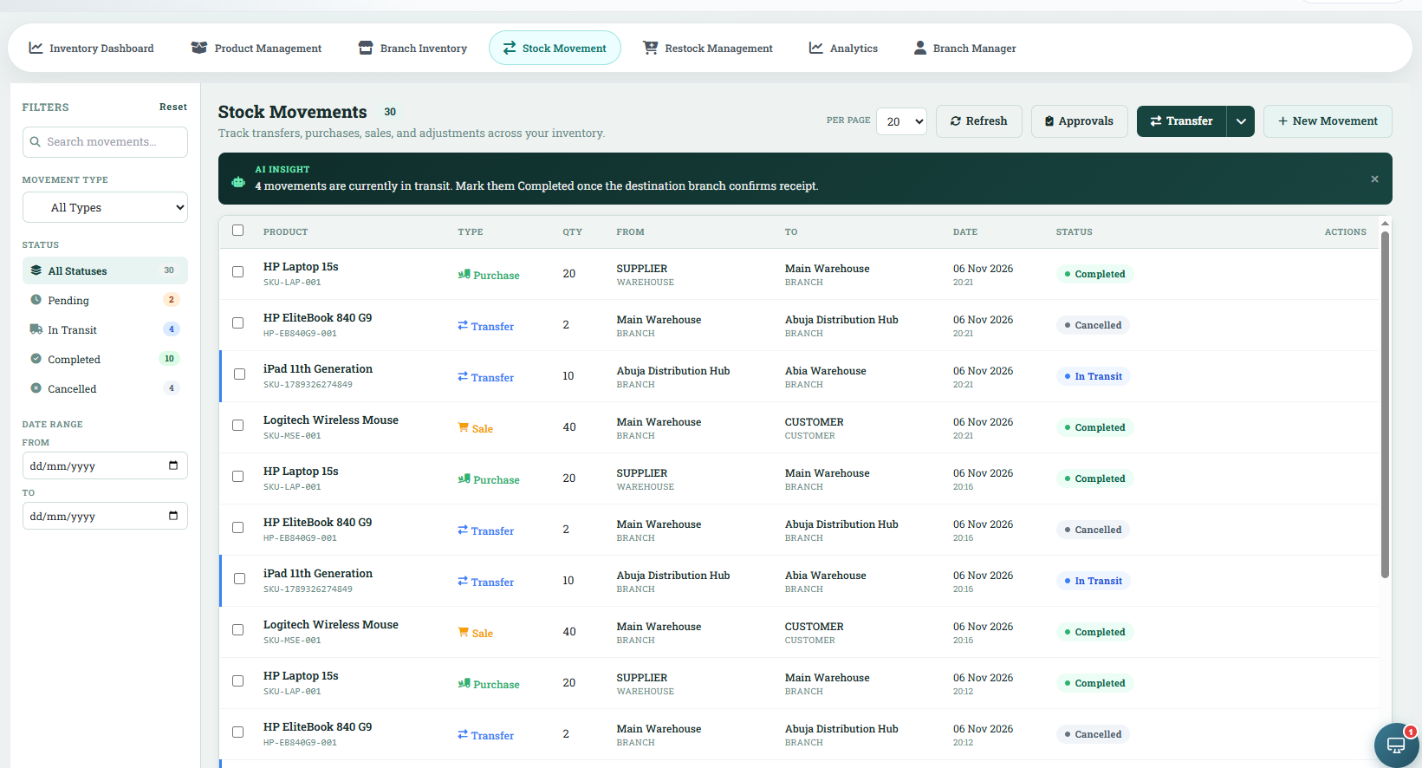 Inventory Dashboard Product Management Branch Inventory Stock Movement Restock Management Analytics Branch Manager
FILTERS Reset
Search movements...
MOVEMENT TYPE
All Types
STATUS
All Statuses 30
Pending 2
In Transit 4
Completed 10
Cancelled 4
DATE RANGE
FROM
dd/mm/yyyy
TO
dd/mm/yyyy
Stock Movements 30
Track transfers, purchases, sales, and adjustments across your inventory.
PER PAGE 20 Refresh Approvals Transfer + New Movement
AI INSIGHT
4 movements are currently in transit. Mark them Completed once the destination branch confirms receipt. ×
PRODUCT TYPE QTY FROM TO DATE STATUS ACTIONS
HP Laptop 15s Purchase 20 SUPPLIER Main Warehouse 06 Nov 2026 Completed
SKU-LAP-001 WAREHOUSE BRANCH 20:21
HP EliteBook 840 G9 Transfer 2 Main Warehouse Abuja Distribution Hub 06 Nov 2026 Cancelled
HP-EB840G9-001 BRANCH BRANCH 20:21
iPad 11th Generation Transfer 10 Abuja Distribution Hub Abia Warehouse 06 Nov 2026 In Transit
SKU-1789326274849 BRANCH BRANCH 20:21
Logitech Wireless Mouse Sale 40 Main Warehouse CUSTOMER 06 Nov 2026 Completed
SKU-MSE-001 BRANCH CUSTOMER 20:21
HP Laptop 15s Purchase 20 SUPPLIER Main Warehouse 06 Nov 2026 Completed
SKU-LAP-001 WAREHOUSE BRANCH 20:16
HP EliteBook 840 G9 Transfer 2 Main Warehouse Abuja Distribution Hub 06 Nov 2026 Cancelled
HP-EB840G9-001 BRANCH BRANCH 20:16
iPad 11th Generation Transfer 10 Abuja Distribution Hub Abia Warehouse 06 Nov 2026 In Transit
SKU-1789326274849 BRANCH BRANCH 20:16
Logitech Wireless Mouse Sale 40 Main Warehouse CUSTOMER 06 Nov 2026 Completed
SKU-MSE-001 BRANCH CUSTOMER 20:16
HP Laptop 15s Purchase 20 SUPPLIER Main Warehouse 06 Nov 2026 Completed
SKU-LAP-001 WAREHOUSE BRANCH 20:12
HP EliteBook 840 G9 Transfer 2 Main Warehouse Abuja Distribution Hub 06 Nov 2026 Cancelled
HP-EB840G9-001 BRANCH BRANCH 20:12
1